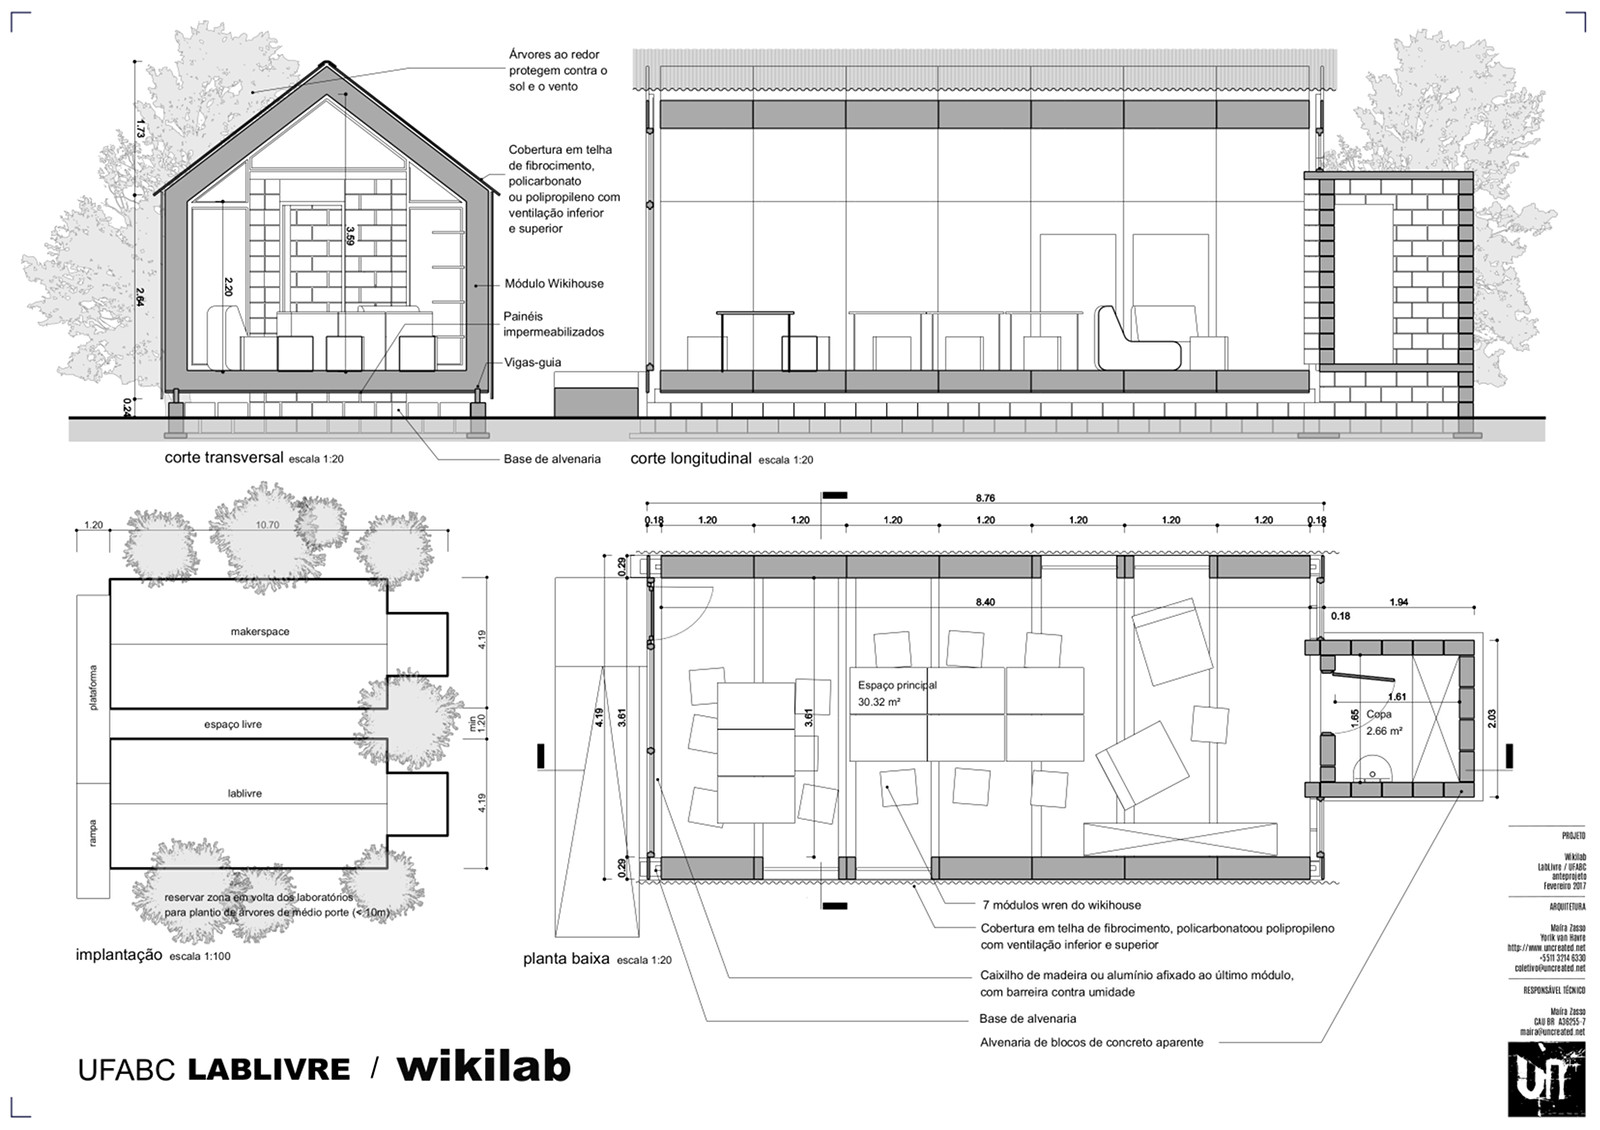 Árvores ao redor
protegem contra o
sol e o vento
Cobertura em telha
de fibrocimento,
policarbonato
ou polipropileno com
ventilação inferior
e superior
Módulo Wikihouse
Painéis
impermeabilizados
Vigas-guia
Base de alvenaria
1.73
2.64
0.24
2.20
3.59
corte transversal escala 1:20
corte longitudinal escala 1:20
1.20
10.70
makerspace
4.19
plataforma
espaço livre
min
1.20
lablivre
4.19
rampa
reservar zona em volta dos laboratórios
para plantio de árvores de médio porte (< 10m)
implantação escala 1:100
8.76
0.18
1.20
1.20
1.20
1.20
1.20
1.20
1.20
0.18
0.29
8.40
0.18
1.94
Espaço principal
30.32 m²
4.19
3.61
3.61
1.61
1.65
Copa
2.66 m²
2.03
0.29
7 módulos wren do wikihouse
Cobertura em telha de fibrocimento, policarbonatoou polipropileno
com ventilação inferior e superior
planta baixa escala 1:20
Caixilho de madeira ou alumínio afixado ao último módulo,
com barreira contra umidade
Base de alvenaria
Alvenaria de blocos de concreto aparente
UFABC LABLIVRE / wikilab
PROJETO
Wikilab
LabLivre / UFABC
anteprojeto
Fevereiro 2017
ARQUITETURA
Maíra Zasso
Yorik van Havre
http://www.uncreated.net
+5511 3214 6330
coletivo@uncreated.net
RESPONSÁVEL TÉCNICO
Maíra Zasso
CAU BR A36255-7
maira@uncreated.net
un